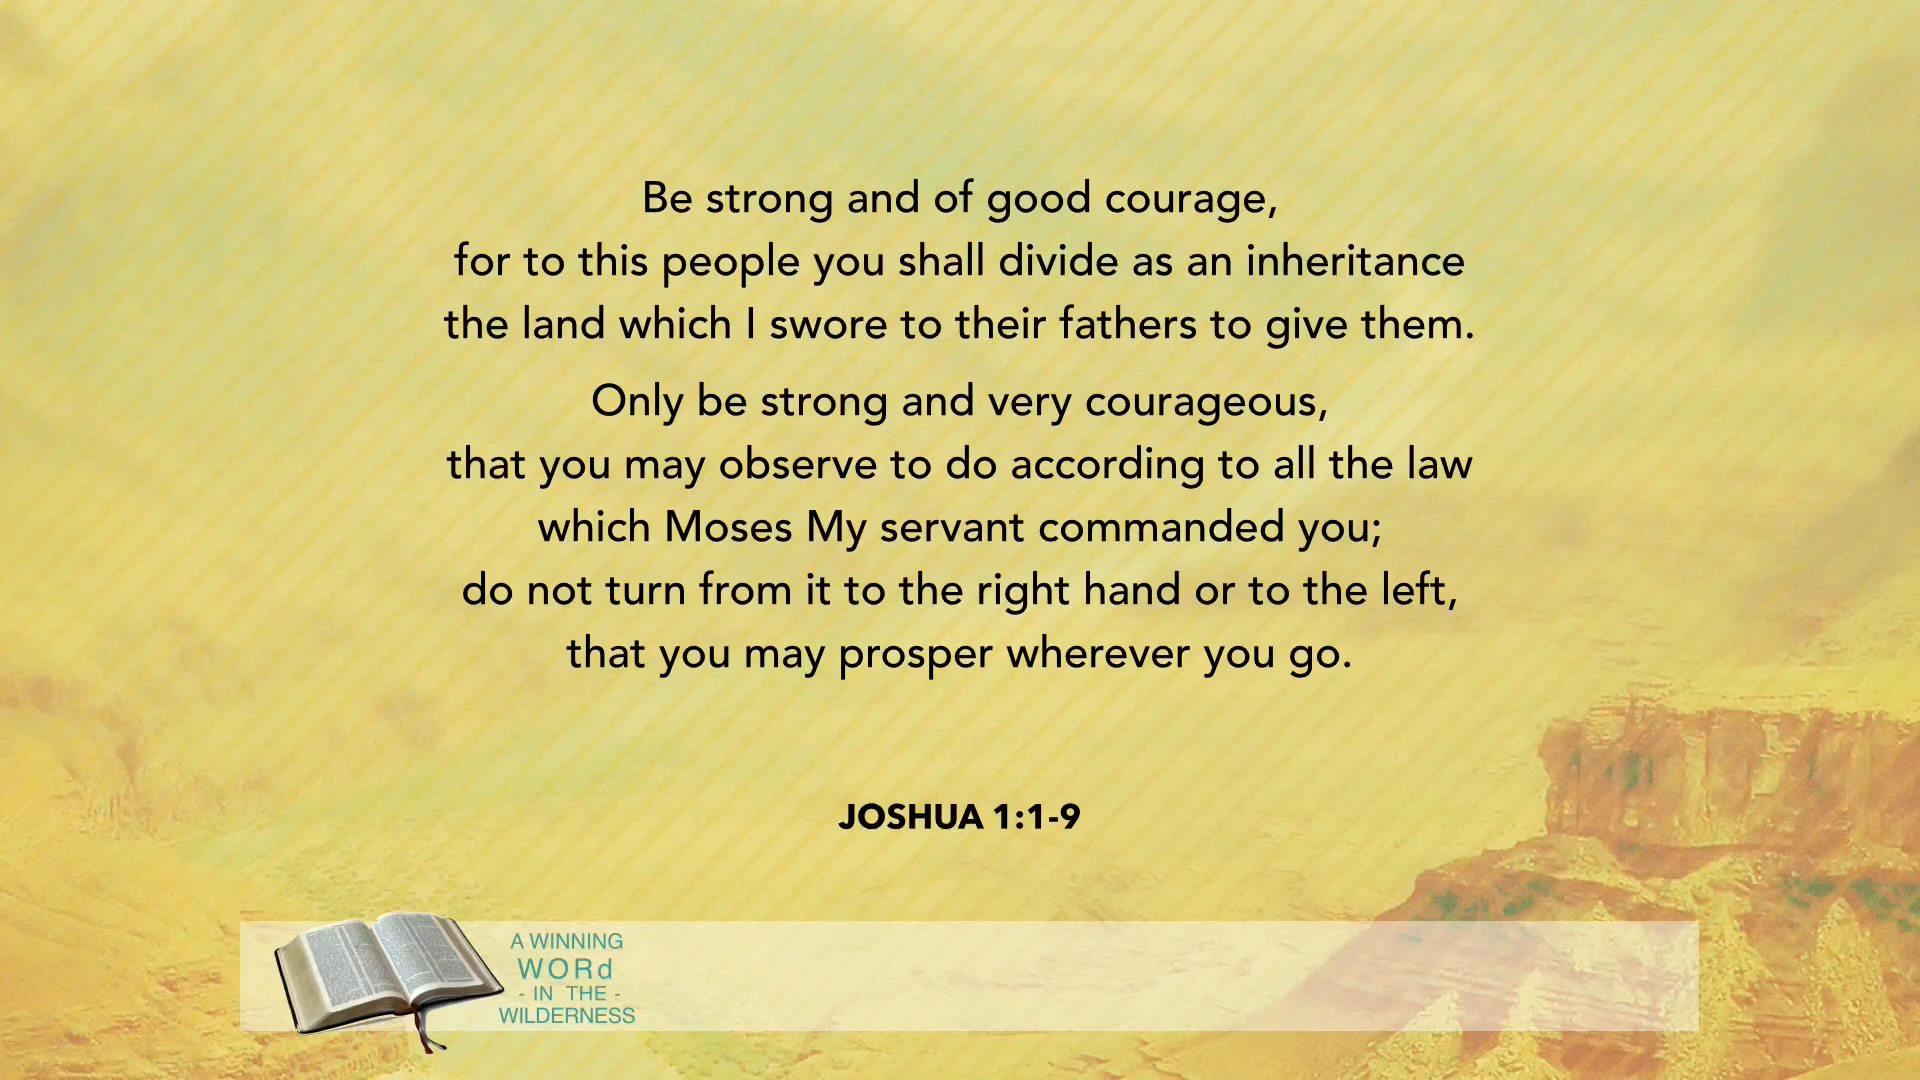 Be strong and of good courage,
for to this people you shall divide as an inheritance
the land which I swore to their fathers to give them.
Only be strong and very courageous,
that you may observe to do according to all the law
which Moses My servant commanded you;
do not turn from it to the right hand or to the left,
that you may prosper wherever you go.
JOSHUA 1:1-9
A WINNING
WORd
- IN THE -
WILDERNESS